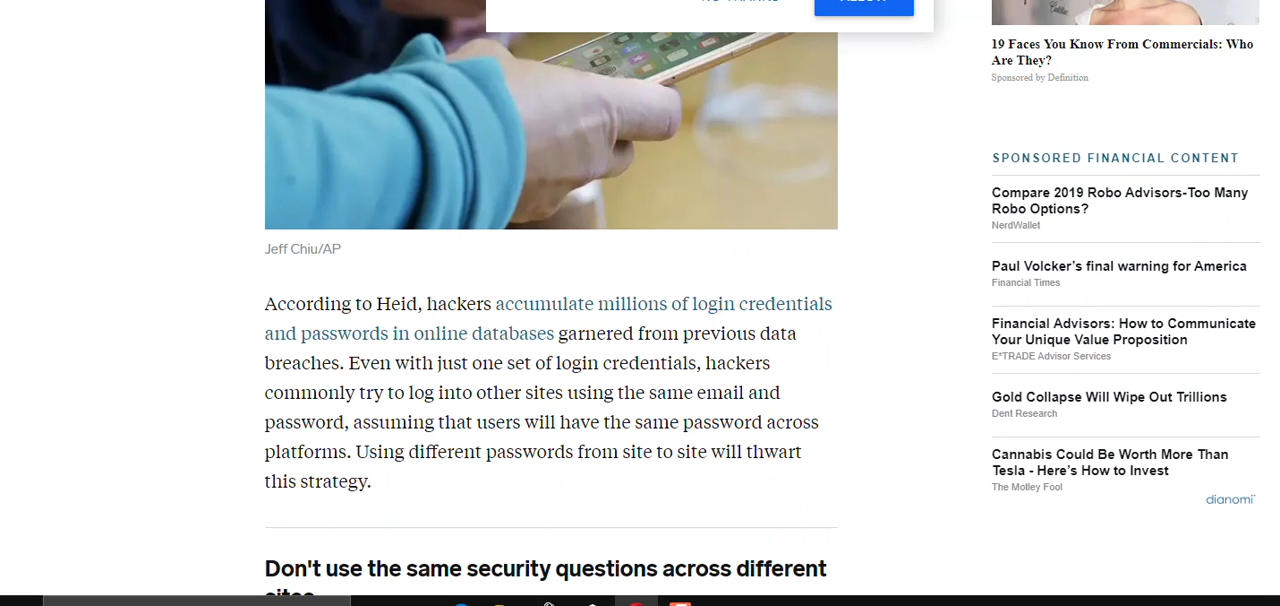 19 Faces You Know From Commercials: Who
Are They?
Sponsored by Definition
SPONSORED FINANCIAL CONTENT
Compare 2019 Robo Advisors-Too Many
Robo Options?
NerdWallet
Paul Volcker’s final warning for America
Financial Times
Financial Advisors: How to Communicate
Your Unique Value Proposition
E*TRADE Advisor Services
Gold Collapse Will Wipe Out Trillions
Dent Research
Cannabis Could Be Worth More Than
Tesla - Here’s How to Invest
The Motley Fool
dianomi
Jeff Chiu/AP
According to Heid, hackers accumulate millions of login credentials
and passwords in online databases garnered from previous data
breaches. Even with just one set of login credentials, hackers
commonly try to log into other sites using the same email and
password, assuming that users will have the same password across
platforms. Using different passwords from site to site will thwart
this strategy.
Don't use the same security questions across different
sites